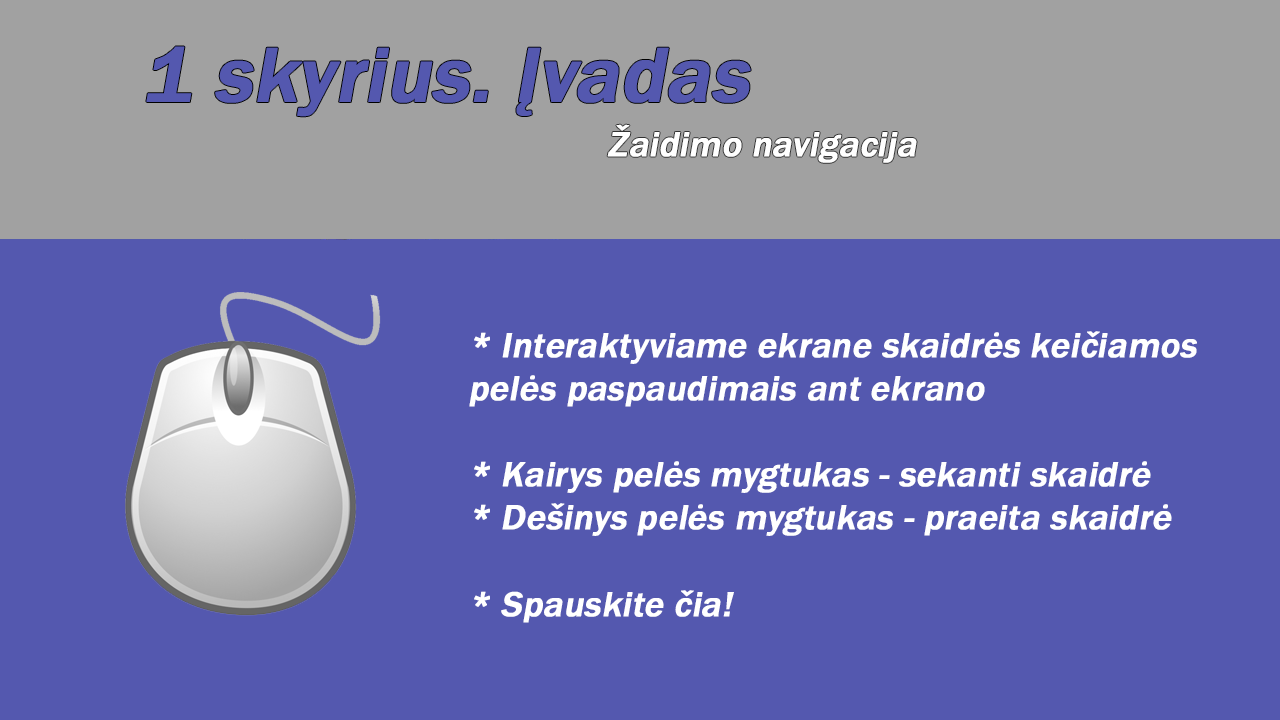 1 skyrius. Įvadas
Žaidimo navigacija
* Interaktyviame ekrane skaidrės keičiamos
pelės paspaudimais ant ekrano
* Kairys pelės mygtukas - sekanti skaidrė
* Dešinys pelės mygtukas - praeita skaidrė
* Spauskite čia!